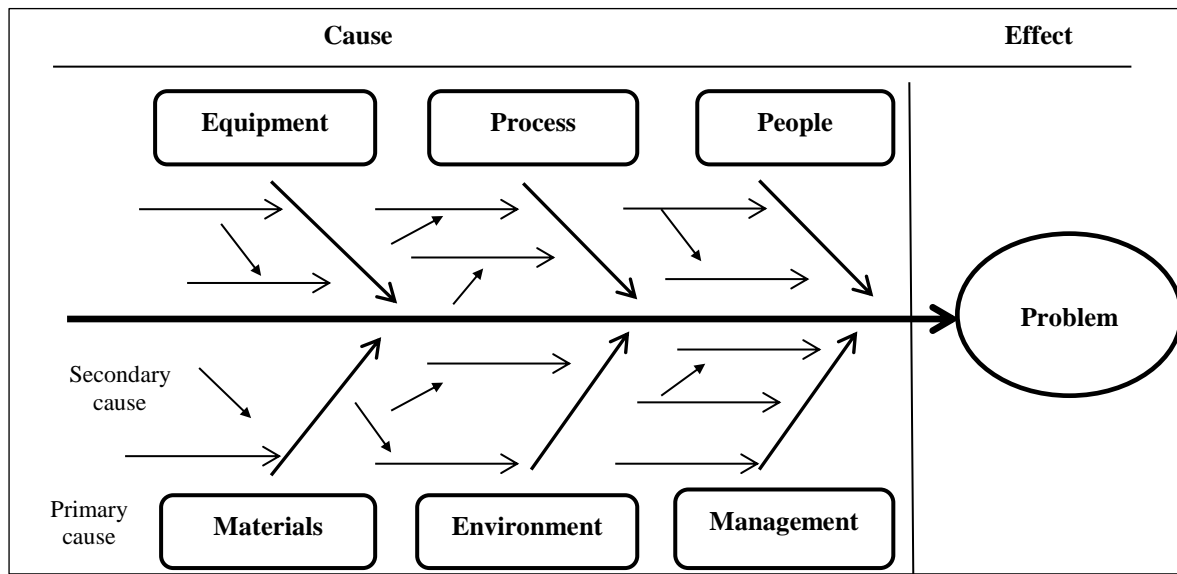 Cause
Effect
Equipment
Process
People
Problem
Secondary
cause
Primary
cause
Materials
Environment
Management